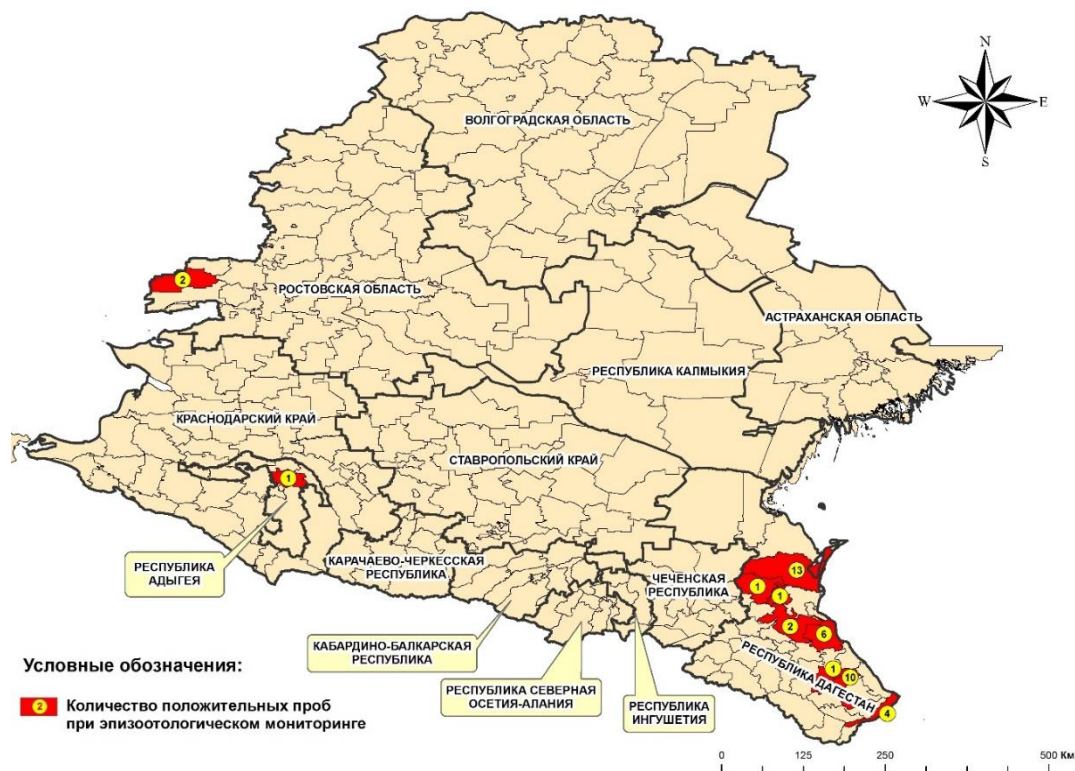 N
W
E
S
ВОЛГОГРАДСКАЯ ОБЛАСТЬ
2
РОСТОВСКАЯ ОБЛАСТЬ
АСТРАХАНСКАЯ ОБЛАСТЬ
РЕСПУБЛИКА КАЛМЫКИЯ
КРАСНОДАРСКИЙ КРАЙ
СТАВРОПОЛЬСКИЙ КРАЙ
1
РЕСПУБЛИКА
АДЫГЕЯ
КАРАЧАЕВО-ЧЕРКЕССКАЯ
РЕСПУБЛИКА
ЧЕЧЕНСКАЯ
РЕСПУБЛИКА
13
1
1
2
6
КАБАРДИНО-БАЛКАРСКАЯ
РЕСПУБЛИКА
РЕСПУБЛИКА СЕВЕРНАЯ
ОСЕТИЯ-АЛАНИЯ
РЕСПУБЛИКА
ИНГУШЕТИЯ
РЕСПУБЛИКА ДАГЕСТАН
1
10
4
Условные обозначения:
2 Количество положительных проб
при эпизоотологическом мониторинге
0 125 250 500 Км